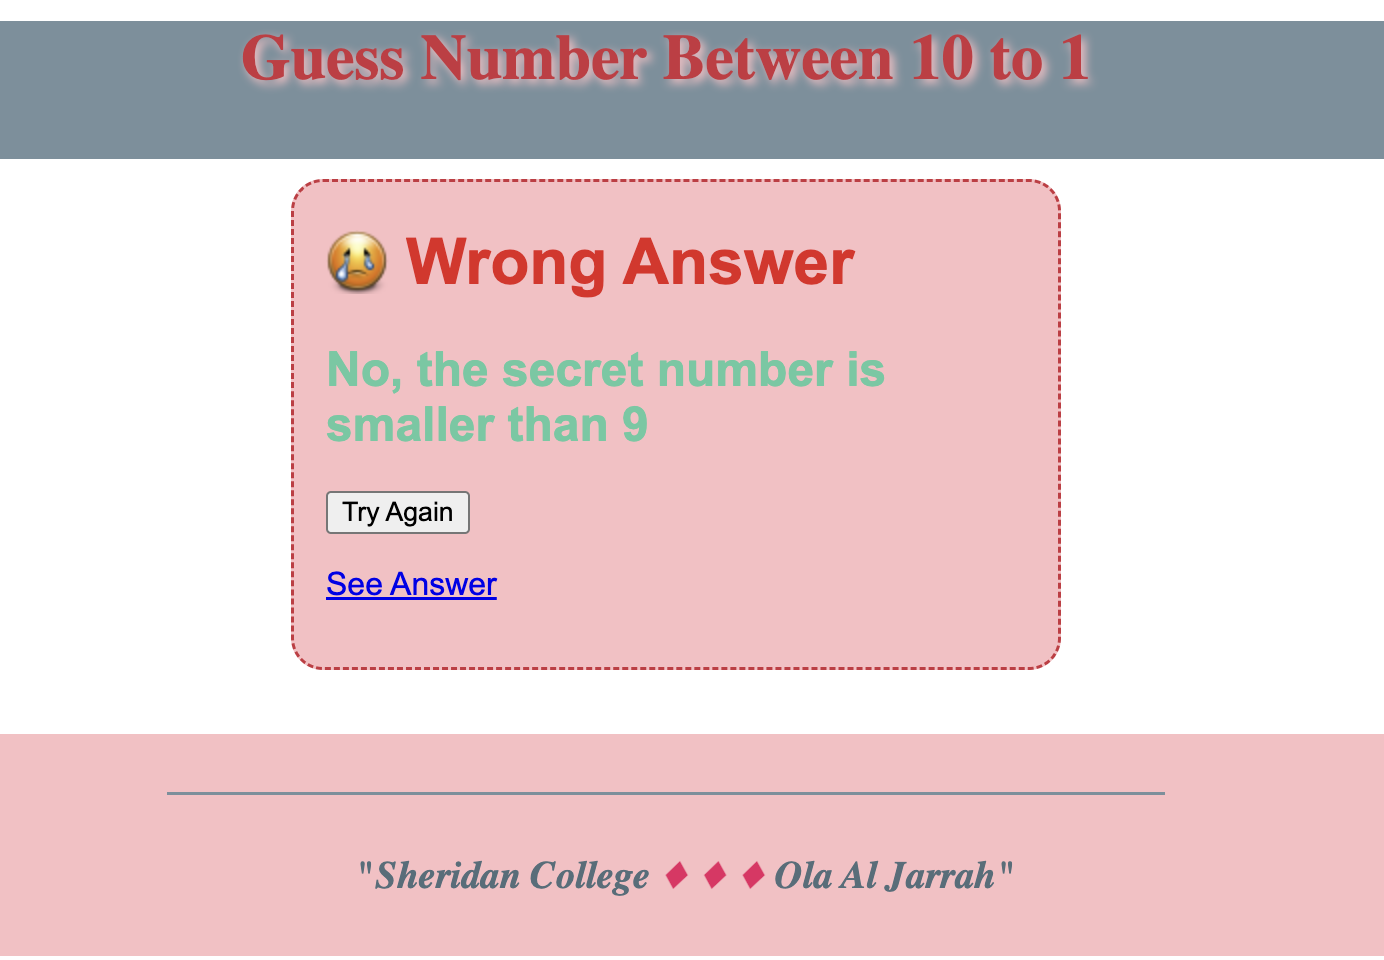 Guess Number Between 10 to 1
Wrong Answer
No, the secret number is
smaller than 9
Try Again
See Answer
"Sheridan College ♦ ♦ ♦ Ola Al Jarrah"